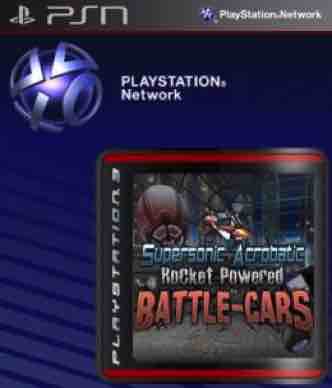 PSN
PlayStation®Network
PLAYSTATION®
Network
PLAYSTATION 3
Supersonic Acrobatic
Rocket Powered
BATTLE-CARS